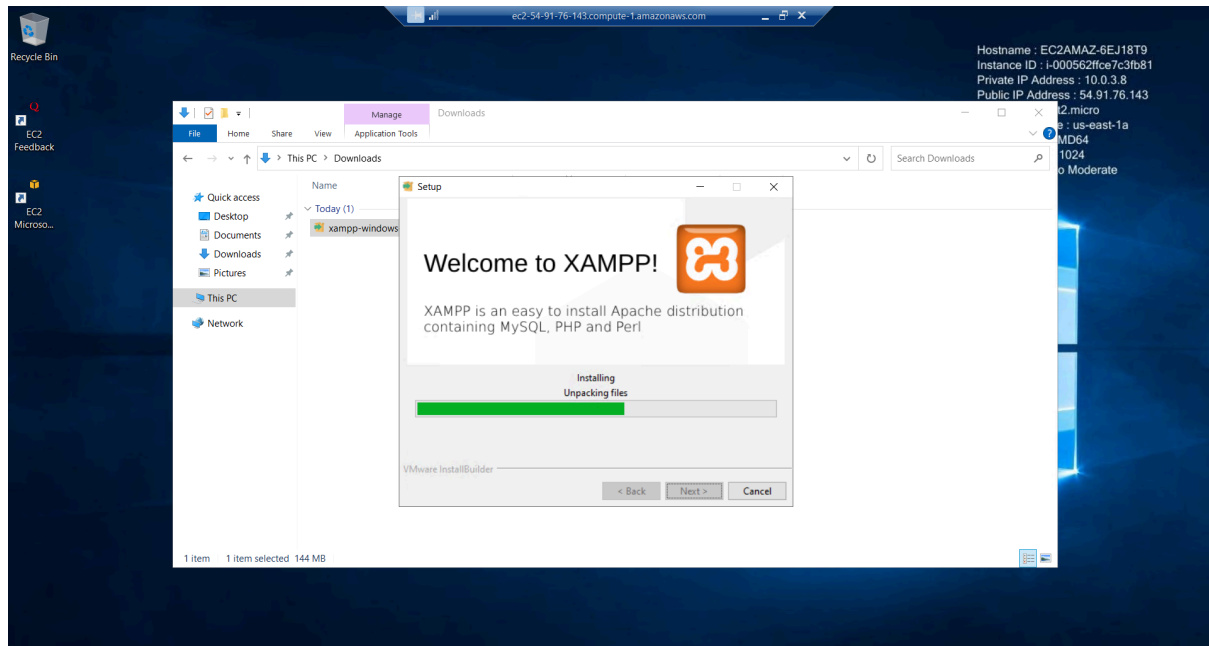 ec2-54-91-76-143.compute-1.amazonaws.com
Recycle Bin
EC2
Feedback
EC2
Microso...
Hostname : EC2AMAZ-6EJ18T9
Instance ID : i-000562ffce7c3fb81
Private IP Address : 10.0.3.8
Public IP Address : 54.91.76.143
t2.micro
: us-east-1a
MD64
1024
o Moderate
Manage
Downloads
File
Home
Share
View
Application Tools
This PC > Downloads
Search Downloads
Name
Quick access
Desktop
Documents
Downloads
Pictures
This PC
Network
Today (1)
xampp-windows
Setup
Welcome to XAMPP!
XAMPP is an easy to install Apache distribution
containing MySQL, PHP and Perl
Installing
Unpacking files
VMware InstallBuilder
< Back
Next >
Cancel
1 item
1 item selected
144 MB